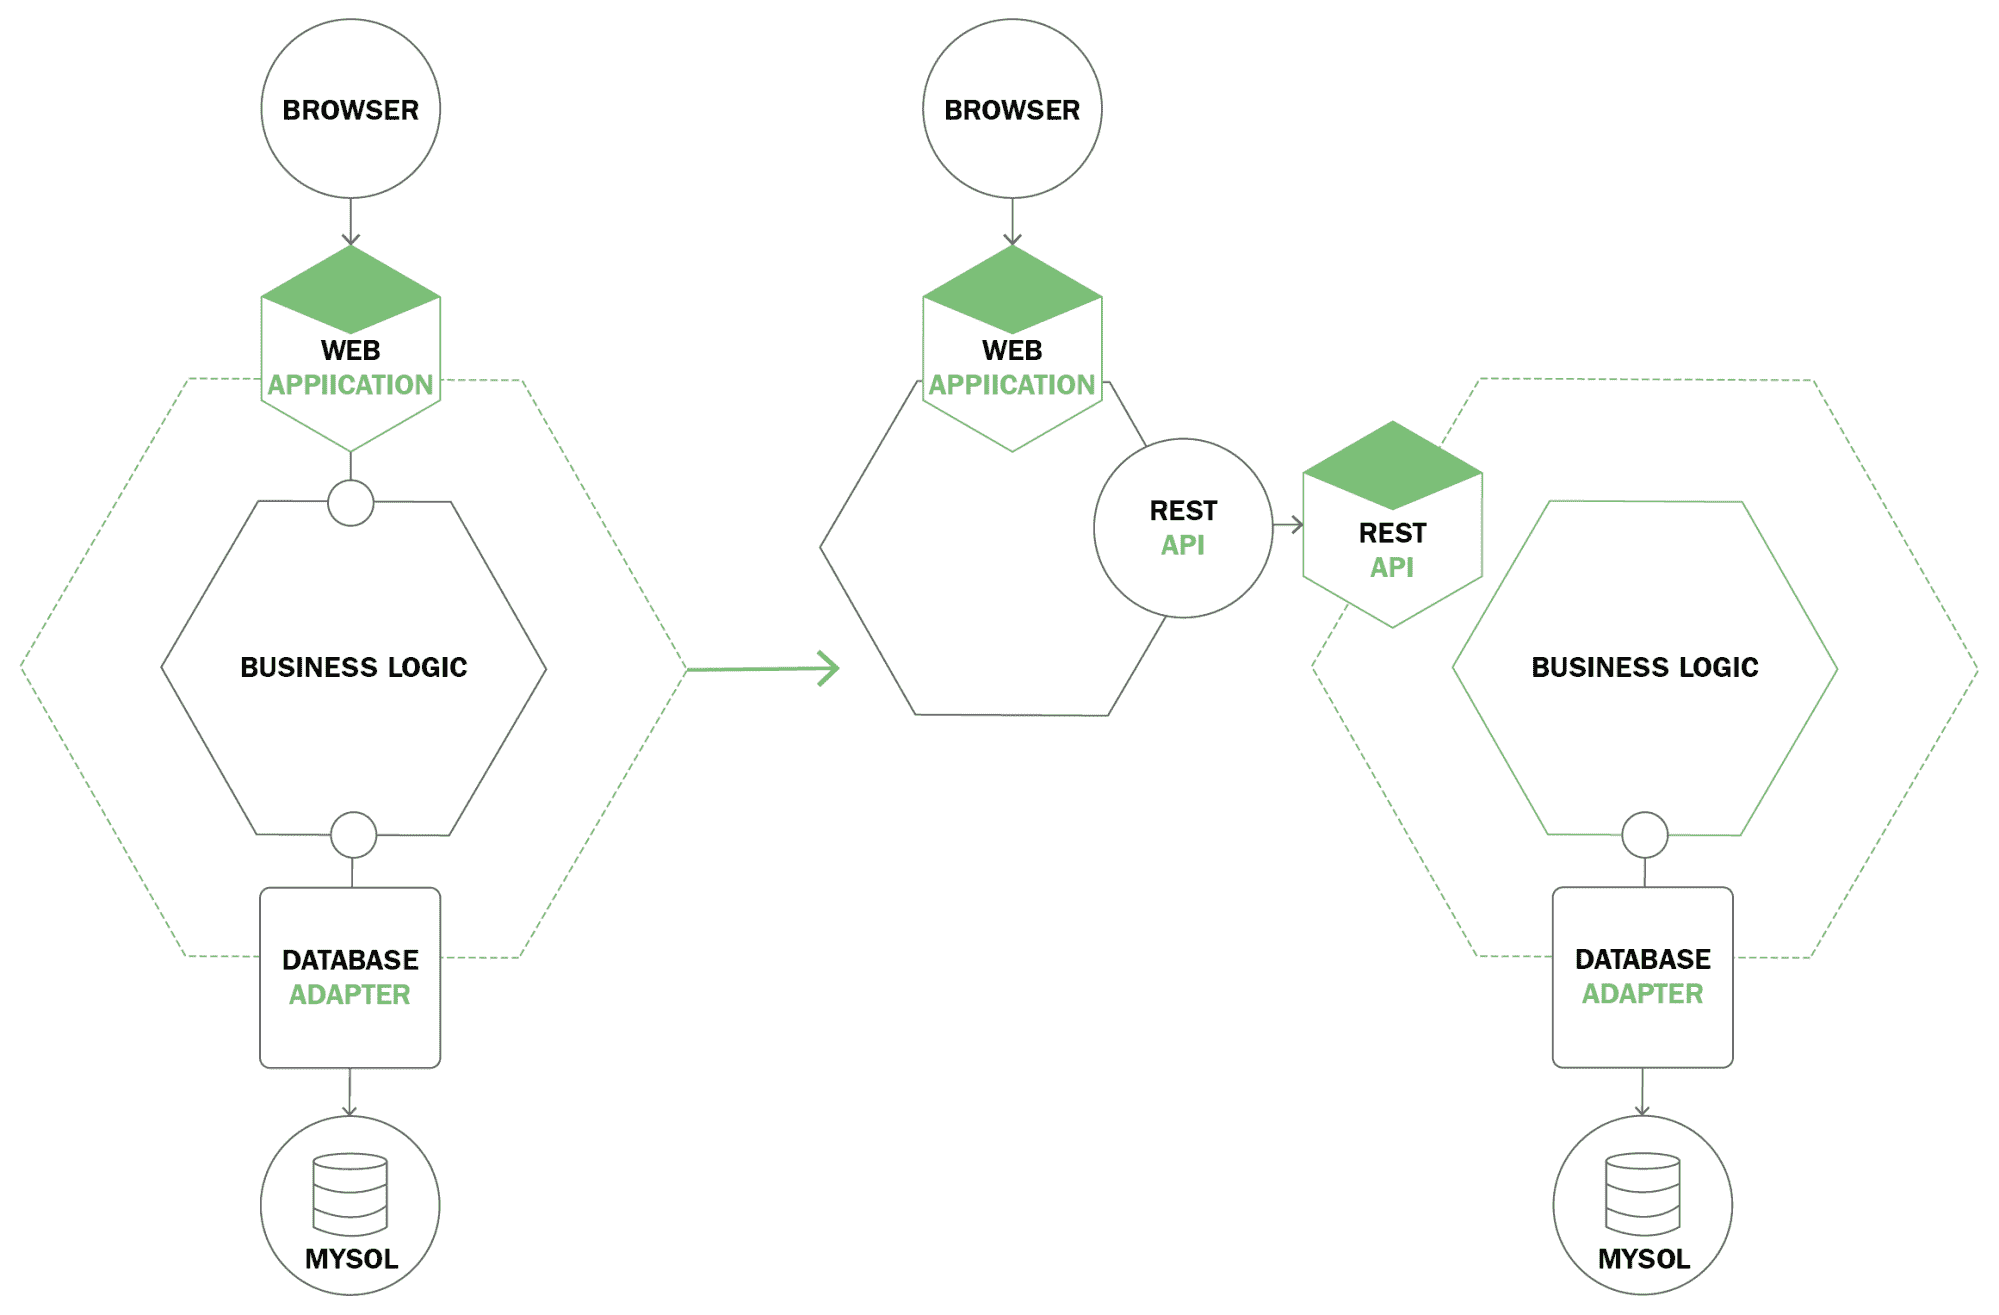 BROWSER
WEB
APPIICATION
BUSINESS LOGIC
DATABASE
ADAPTER
MYSOL
BROWSER
WEB
APPIICATION
REST
API
REST
API
BUSINESS LOGIC
DATABASE
ADAPTER
MYSOL